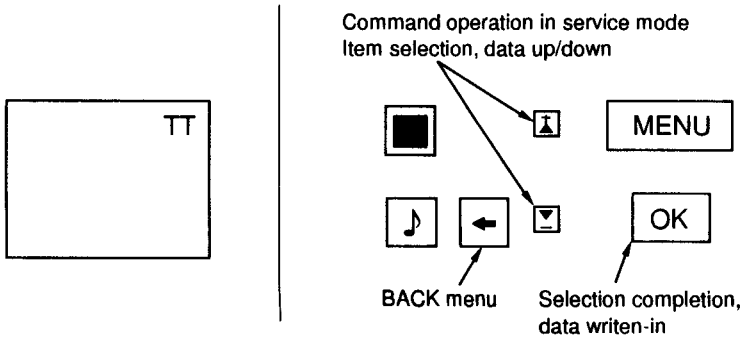 TT
Command operation in service mode
Item selection, data up/down
MENU
OK
BACK menu
Selection completion,
data writen-in